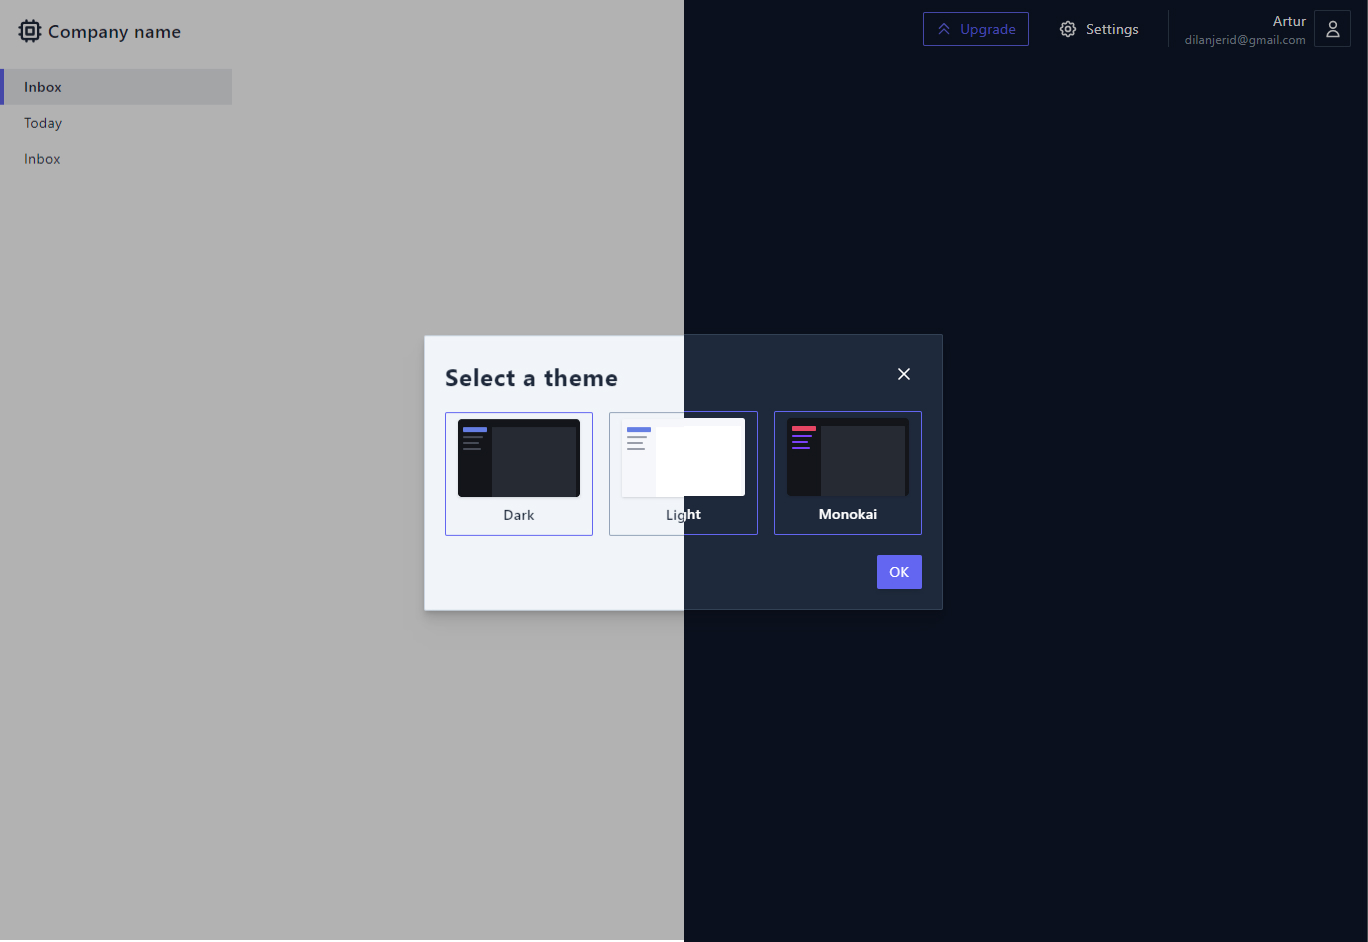 Company name
Upgrade
Settings
Artur
dilanjerid@gmail.com
Inbox
Today
Inbox
Select a theme
Dark
Light
Monokai
OK